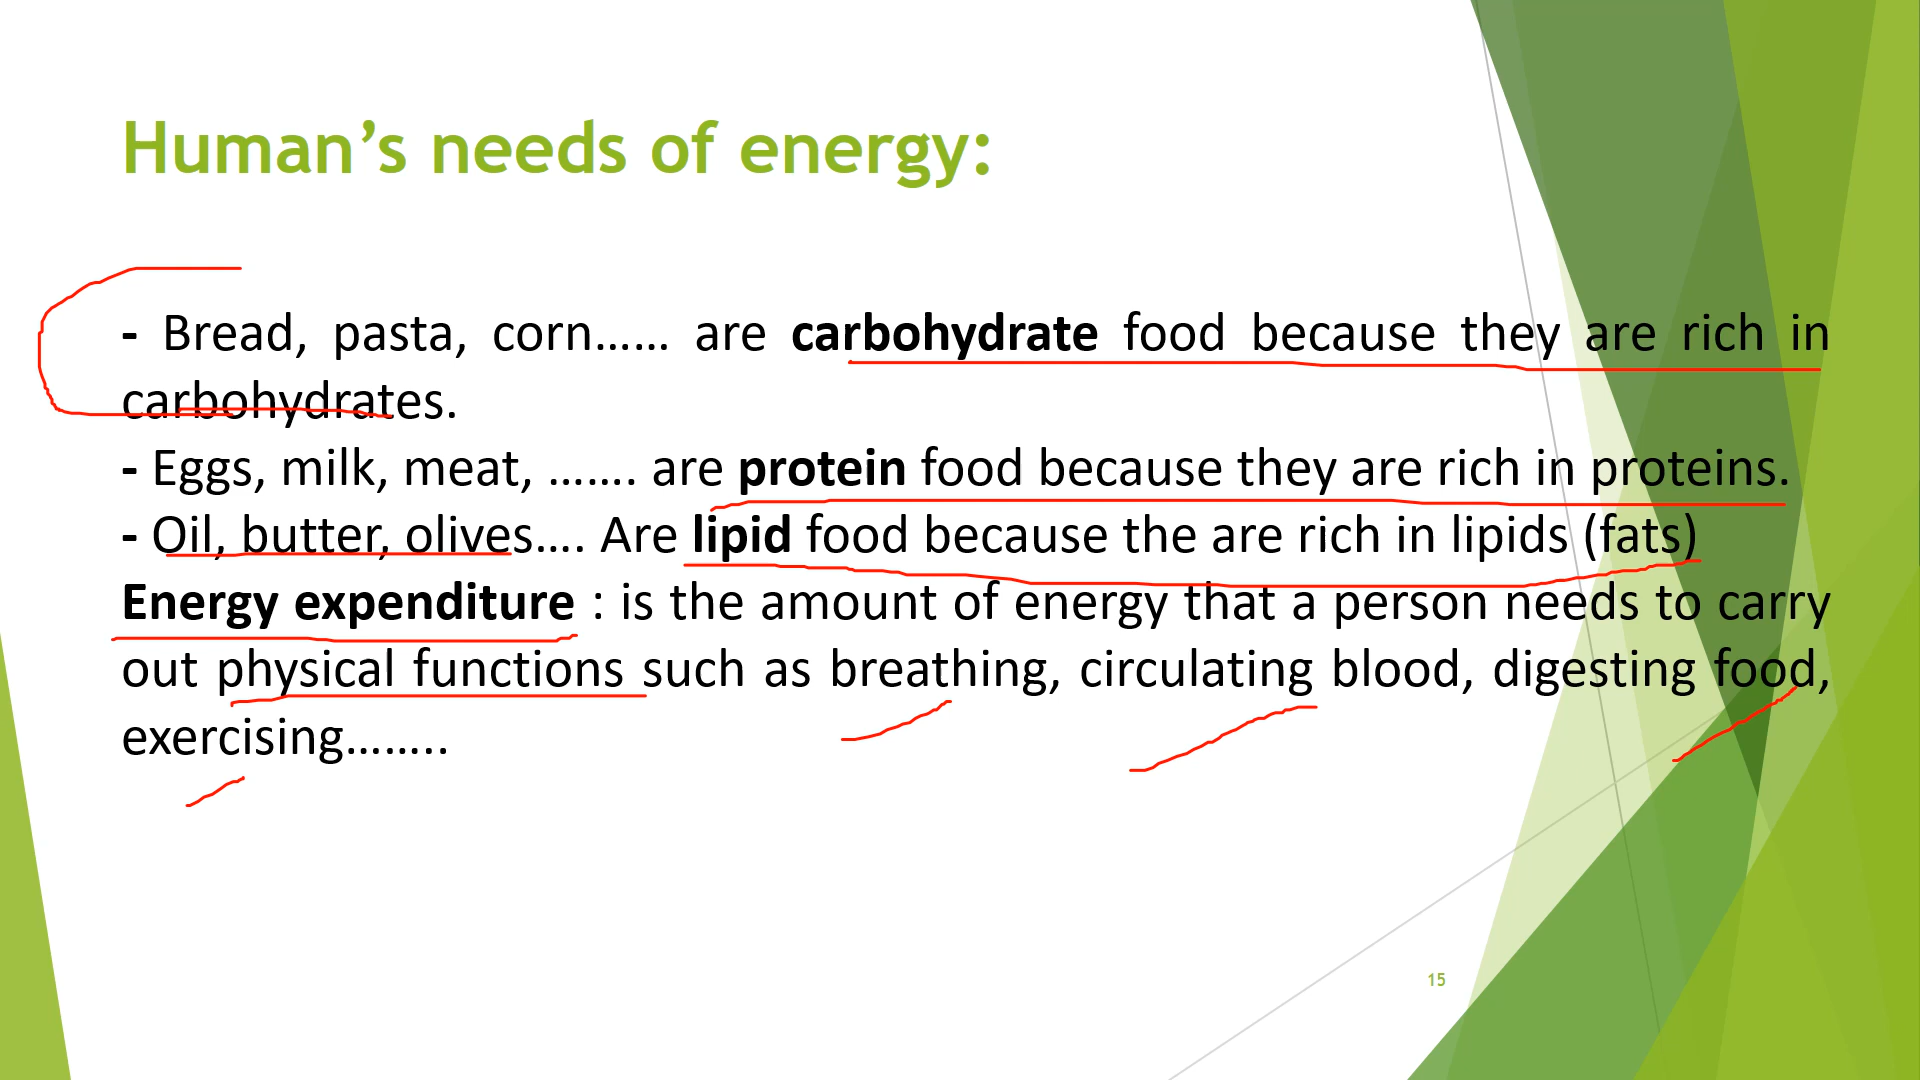 Human’s needs of energy:
- Bread, pasta, corn…… are carbohydrate food because they are rich in
carbohydrates.
- Eggs, milk, meat, ……. are protein food because they are rich in proteins.
- Oil, butter, olives…. Are lipid food because the are rich in lipids (fats)
Energy expenditure : is the amount of energy that a person needs to carry
out physical functions such as breathing, circulating blood, digesting food,
exercising……..
15